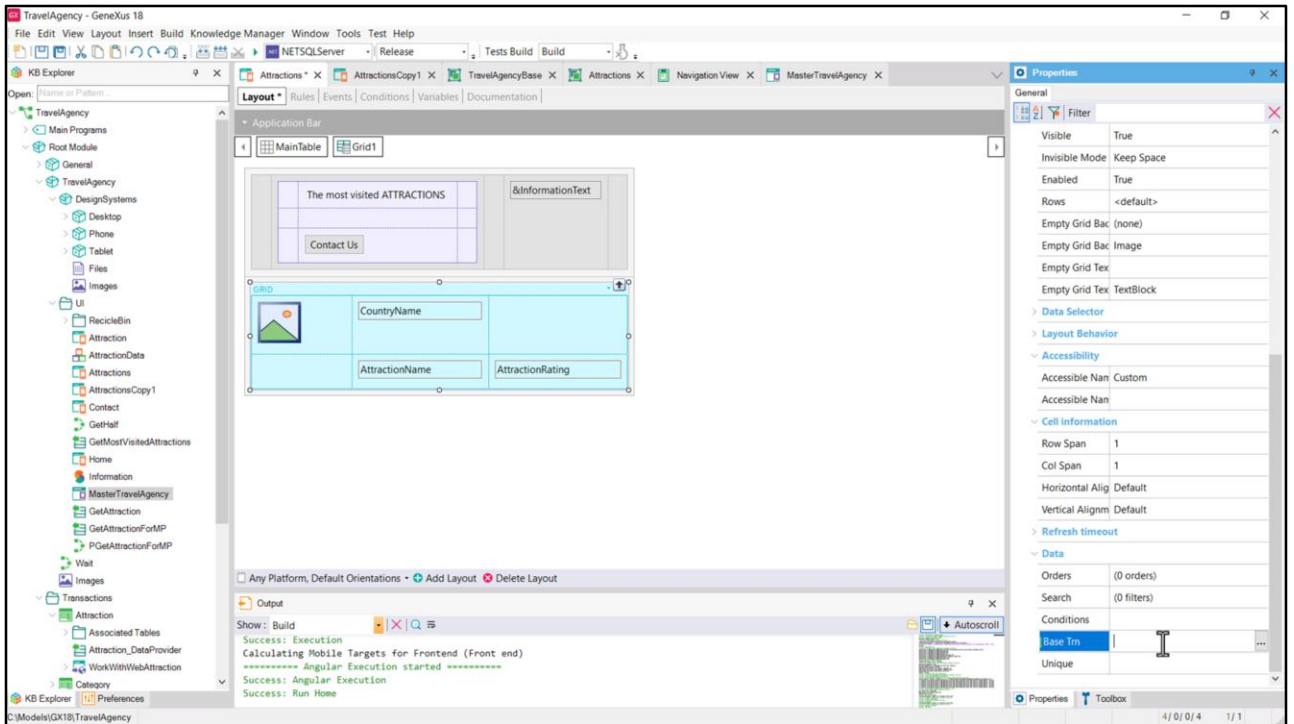 TravelAgency - GeneXus 18
File Edit View Layout Insert Build Knowledge Manager Window Tools Test Help
NETSQLServer Release Tests Build Build
KB Explorer
Open: Name or Pattern...
TravelAgency
Main Programs
Root Module
General
TravelAgency
DesignSystems
Desktop
Phone
Tablet
Files
Images
UI
RecicleBin
Attraction
AttractionData
Attractions
AttractionsCopy1
Contact
GetHalf
GetMostVisitedAttractions
Home
Information
MasterTravelAgency
GetAttraction
GetAttractionForMP
PGetAttractionForMP
Wait
Images
Transactions
Attraction
Associated Tables
Attraction_DataProvider
WorkWithWebAttraction
Category
KB Explorer Preferences
Attractions * X AttractionsCopy1 X TravelAgencyBase X Attractions X Navigation View X MasterTravelAgency X
Layout * Rules Events Conditions Variables Documentation
Application Bar
MainTable Grid1
The most visited ATTRACTIONS
&InformationText
Contact Us
GRID
CountryName
AttractionName AttractionRating
Any Platform, Default Orientations Add Layout Delete Layout
Output
Show: Build Autoscroll
Success: Execution
Calculating Mobile Targets for Frontend (Front end)
========== Angular Execution started ==========
Success: Angular Execution
Success: Run Home
Properties
General
Filter
Visible True
Invisible Mode Keep Space
Enabled True
Rows <default>
Empty Grid Bac (none)
Empty Grid Bac Image
Empty Grid Tex
Empty Grid Tex TextBlock
Data Selector
Layout Behavior
Accessibility
Accessible Nam Custom
Accessible Nam
Cell information
Row Span 1
Col Span 1
Horizontal Alig Default
Vertical Alignm Default
Refresh timeout
Data
Orders (0 orders)
Search (0 filters)
Conditions
Base Trn ...
Unique
Properties Toolbox
C:\Models\GX18\TravelAgency 4/0/0/4 1/1